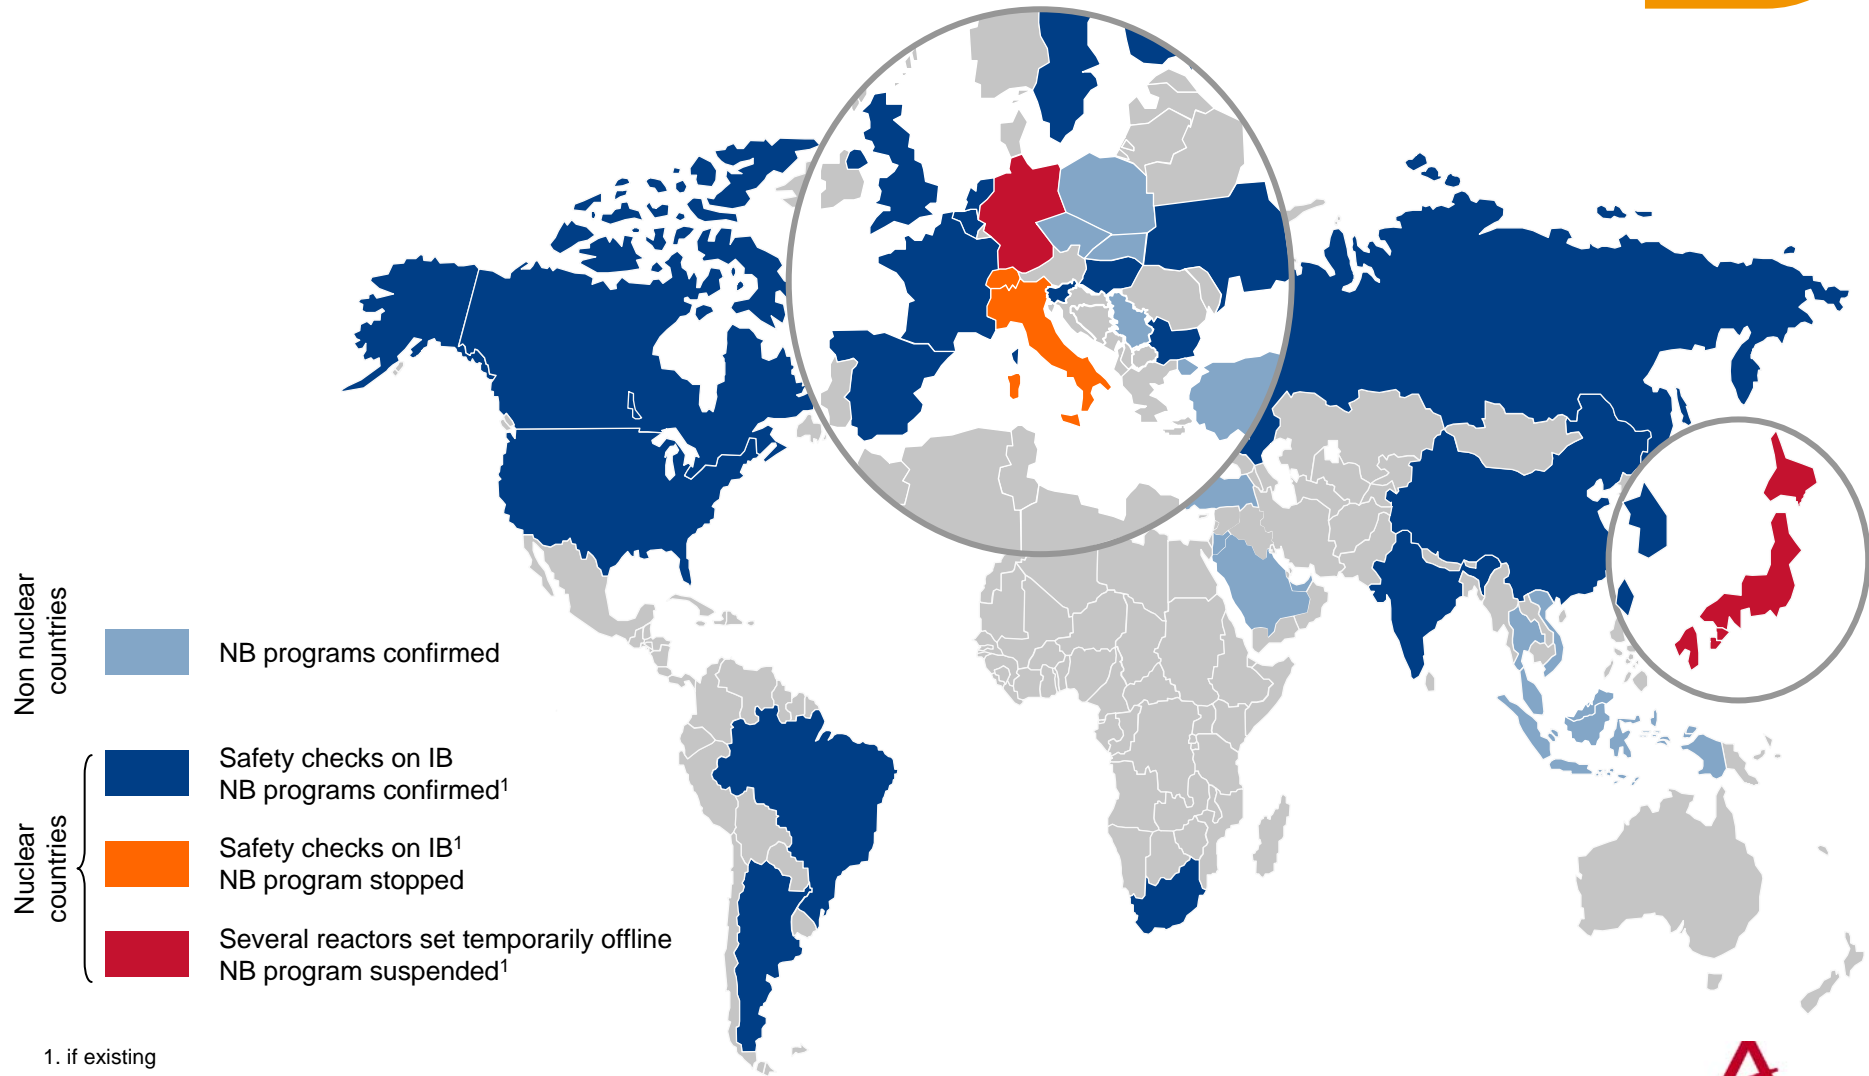 Non nuclear
countries
NB programs confirmed
Nuclear
countries
Safety checks on IB
NB programs confirmed¹
Safety checks on IB¹
NB program stopped
Several reactors set temporarily offline
NB program suspended¹
1. if existing